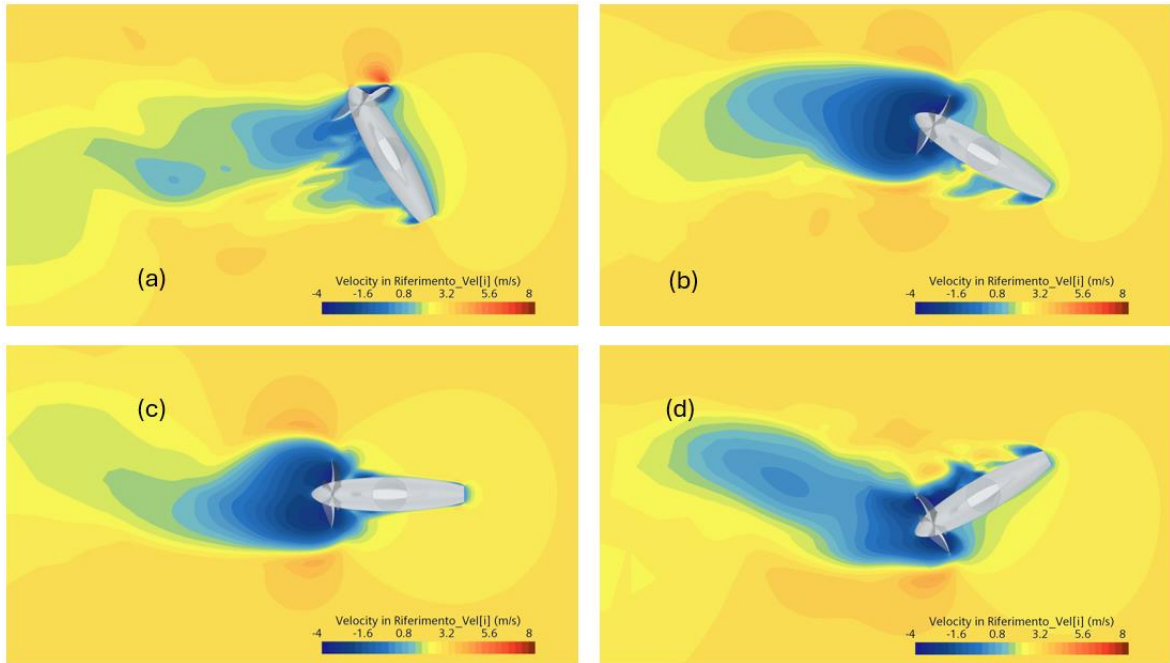 (a)
Velocity in Riferimento_Vel[i] (m/s)
-4 -1.6 0.8 3.2 5.6 8
(b)
Velocity in Riferimento_Vel[i] (m/s)
-4 -1.6 0.8 3.2 5.6 8
(c)
Velocity in Riferimento_Vel[i] (m/s)
-4 -1.6 0.8 3.2 5.6 8
(d)
Velocity in Riferimento_Vel[i] (m/s)
-4 -1.6 0.8 3.2 5.6 8